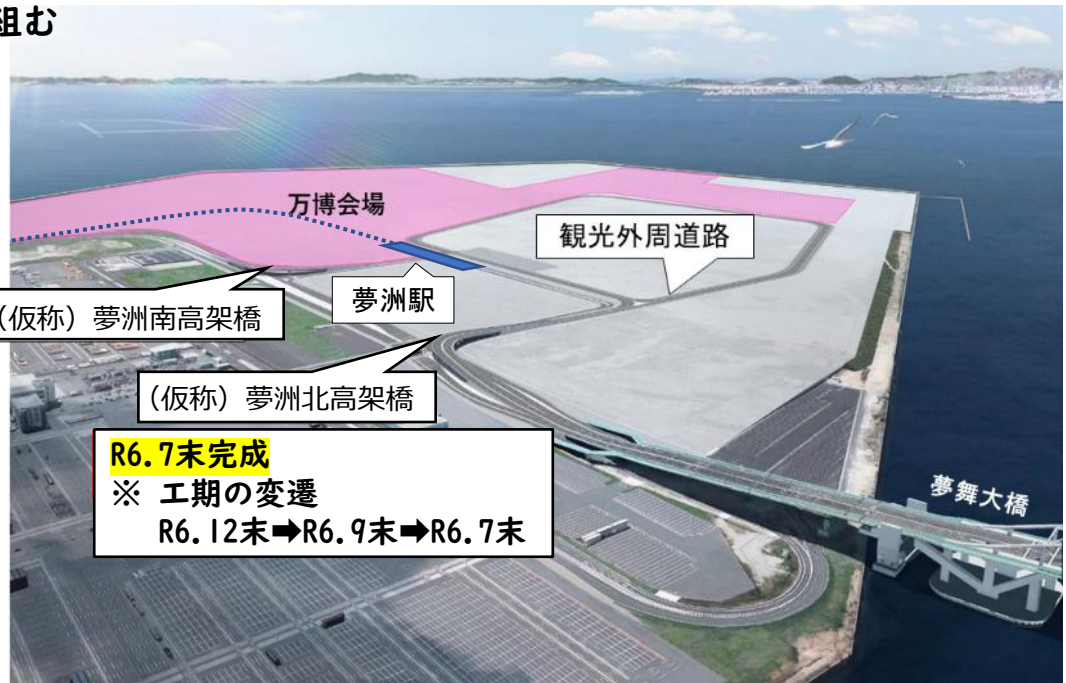 組む
万博会場
観光外周道路
夢洲駅
（仮称）夢洲南高架橋
（仮称）夢洲北高架橋
R6.7末完成
※ 工期の変遷
R6.12末➡R6.9末➡R6.7末
夢舞大橋